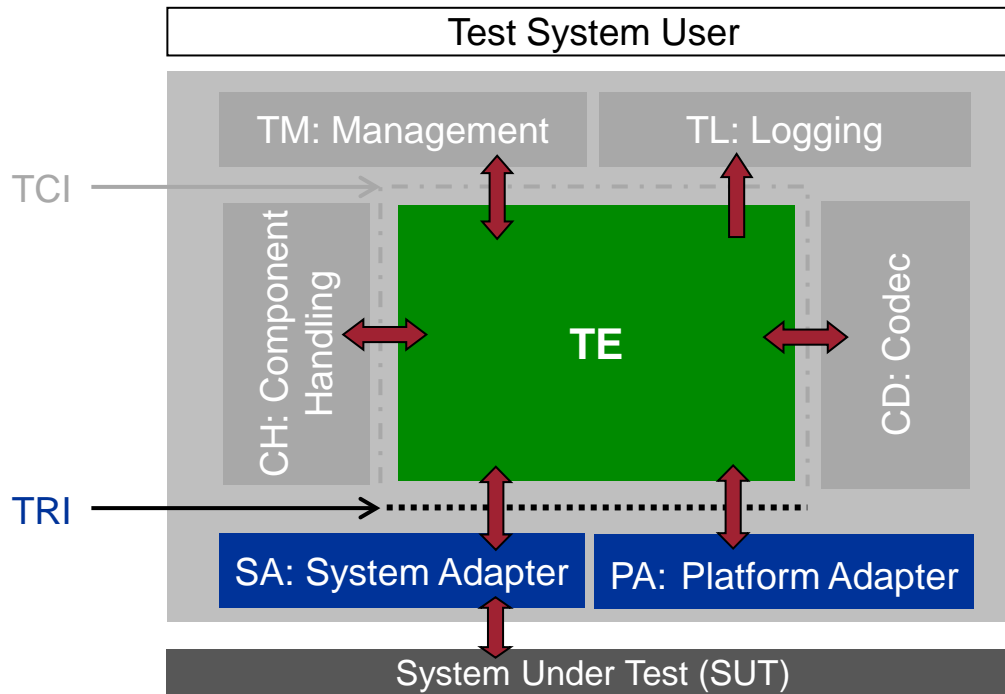 Test System User
TM: Management
TL: Logging
TCI
CH: Component
Handling
TE
CD: Codec
TRI
SA: System Adapter
PA: Platform Adapter
System Under Test (SUT)